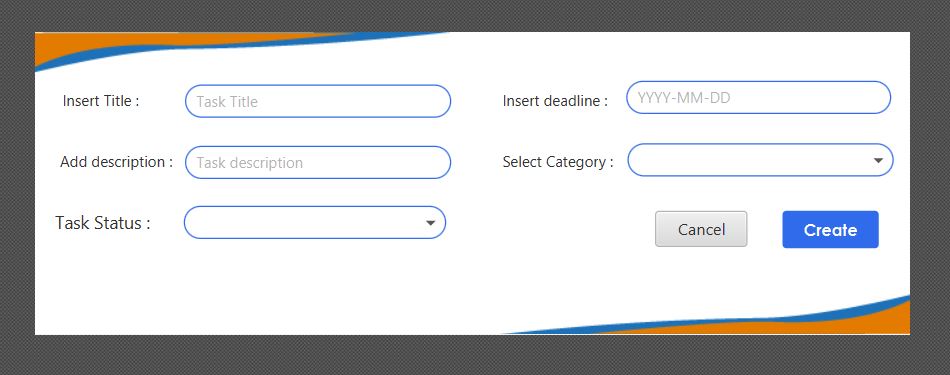 Insert Title :
Task Title
Insert deadline :
YYYY-MM-DD
Add description :
Task description
Select Category :
Task Status :
Cancel
Create